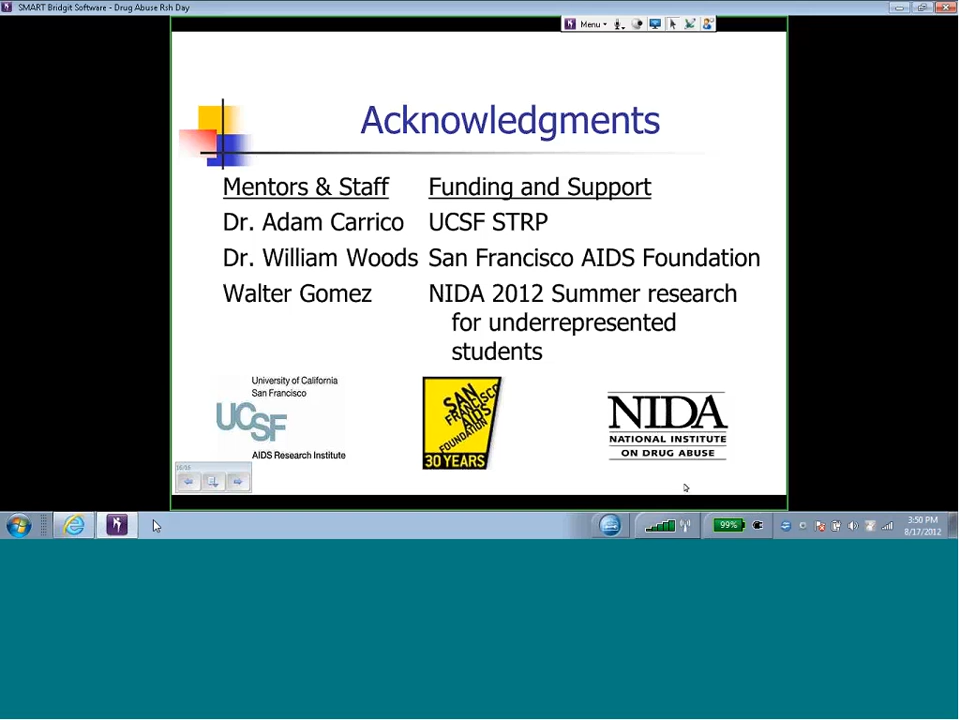 SMART Bridgit Software - Drug Abuse Rsh Day
Menu
Acknowledgments
Mentors & Staff
Dr. Adam Carrico
Dr. William Woods
Walter Gomez
Funding and Support
UCSF STRP
San Francisco AIDS Foundation
NIDA 2012 Summer research
for underrepresented
students
University of California
San Francisco
UCSF
AIDS Research Institute
SAN
FRANCISCO
AIDS
FOUNDATION
30 YEARS
NIDA
NATIONAL INSTITUTE
ON DRUG ABUSE
16/16
99%
3:50 PM
8/17/2012